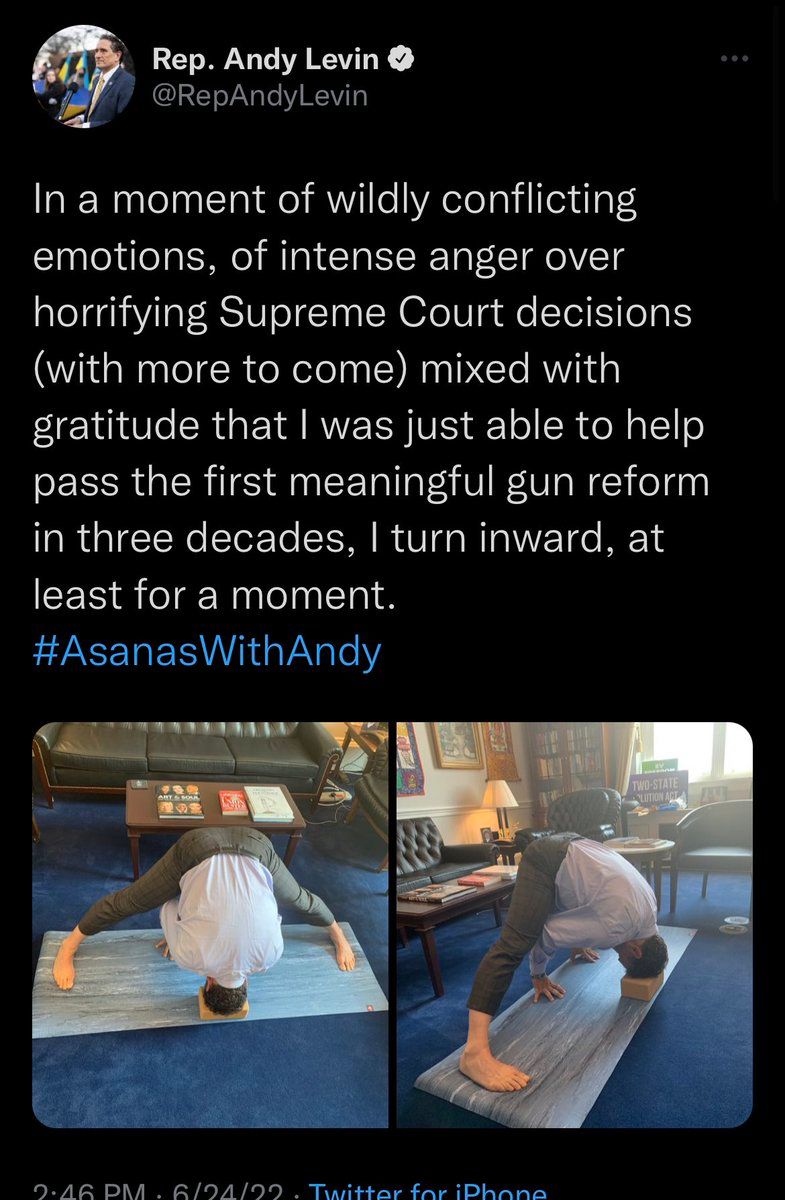 Rep. Andy Levin
@RepAndyLevin
In a moment of wildly conflicting
emotions, of intense anger over
horrifying Supreme Court decisions
(with more to come) mixed with
gratitude that I was just able to help
pass the first meaningful gun reform
in three decades, I turn inward, at
least for a moment.
#AsanasWithAndy
ART & SOUL
TWO-STATE
SOLUTION ACT
2:46 PM · 6/24/22 · Twitter for iPhone